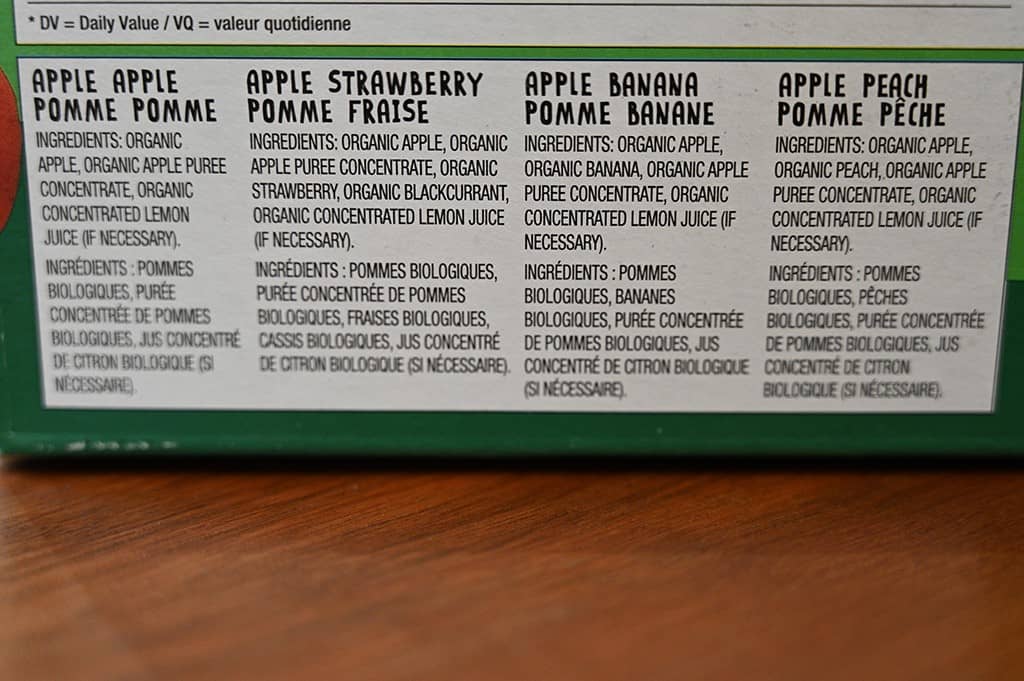 * DV = Daily Value / VQ = valeur quotidienne
APPLE APPLE
POMME POMME
INGREDIENTS: ORGANIC
APPLE, ORGANIC APPLE PUREE
CONCENTRATE, ORGANIC
CONCENTRATED LEMON
JUICE (IF NECESSARY).
INGRÉDIENTS : POMMES
BIOLOGIQUES, PURÉE
CONCENTRÉE DE POMMES
BIOLOGIQUES, JUS CONCENTRÉ
DE CITRON BIOLOGIQUE (SI
NÉCESSAIRE).
APPLE STRAWBERRY
POMME FRAISE
INGREDIENTS: ORGANIC APPLE, ORGANIC
APPLE PUREE CONCENTRATE, ORGANIC
STRAWBERRY, ORGANIC BLACKCURRANT,
ORGANIC CONCENTRATED LEMON JUICE
(IF NECESSARY).
INGRÉDIENTS : POMMES BIOLOGIQUES,
PURÉE CONCENTRÉE DE POMMES
BIOLOGIQUES, FRAISES BIOLOGIQUES,
CASSIS BIOLOGIQUES, JUS CONCENTRÉ
DE CITRON BIOLOGIQUE (SI NÉCESSAIRE).
APPLE BANANA
POMME BANANE
INGREDIENTS: ORGANIC APPLE,
ORGANIC BANANA, ORGANIC APPLE
PUREE CONCENTRATE, ORGANIC
CONCENTRATED LEMON JUICE (IF
NECESSARY).
INGRÉDIENTS : POMMES
BIOLOGIQUES, BANANES
BIOLOGIQUES, PURÉE CONCENTRÉE
DE POMMES BIOLOGIQUES, JUS
CONCENTRÉ DE CITRON BIOLOGIQUE
(SI NÉCESSAIRE).
APPLE PEACH
POMME PÊCHE
INGREDIENTS: ORGANIC APPLE,
ORGANIC PEACH, ORGANIC APPLE
PUREE CONCENTRATE, ORGANIC
CONCENTRATED LEMON JUICE (IF
NECESSARY).
INGRÉDIENTS : POMMES
BIOLOGIQUES, PÊCHES
BIOLOGIQUES, PURÉE CONCENTRÉE
DE POMMES BIOLOGIQUES, JUS
CONCENTRÉ DE CITRON
BIOLOGIQUE (SI NÉCESSAIRE).